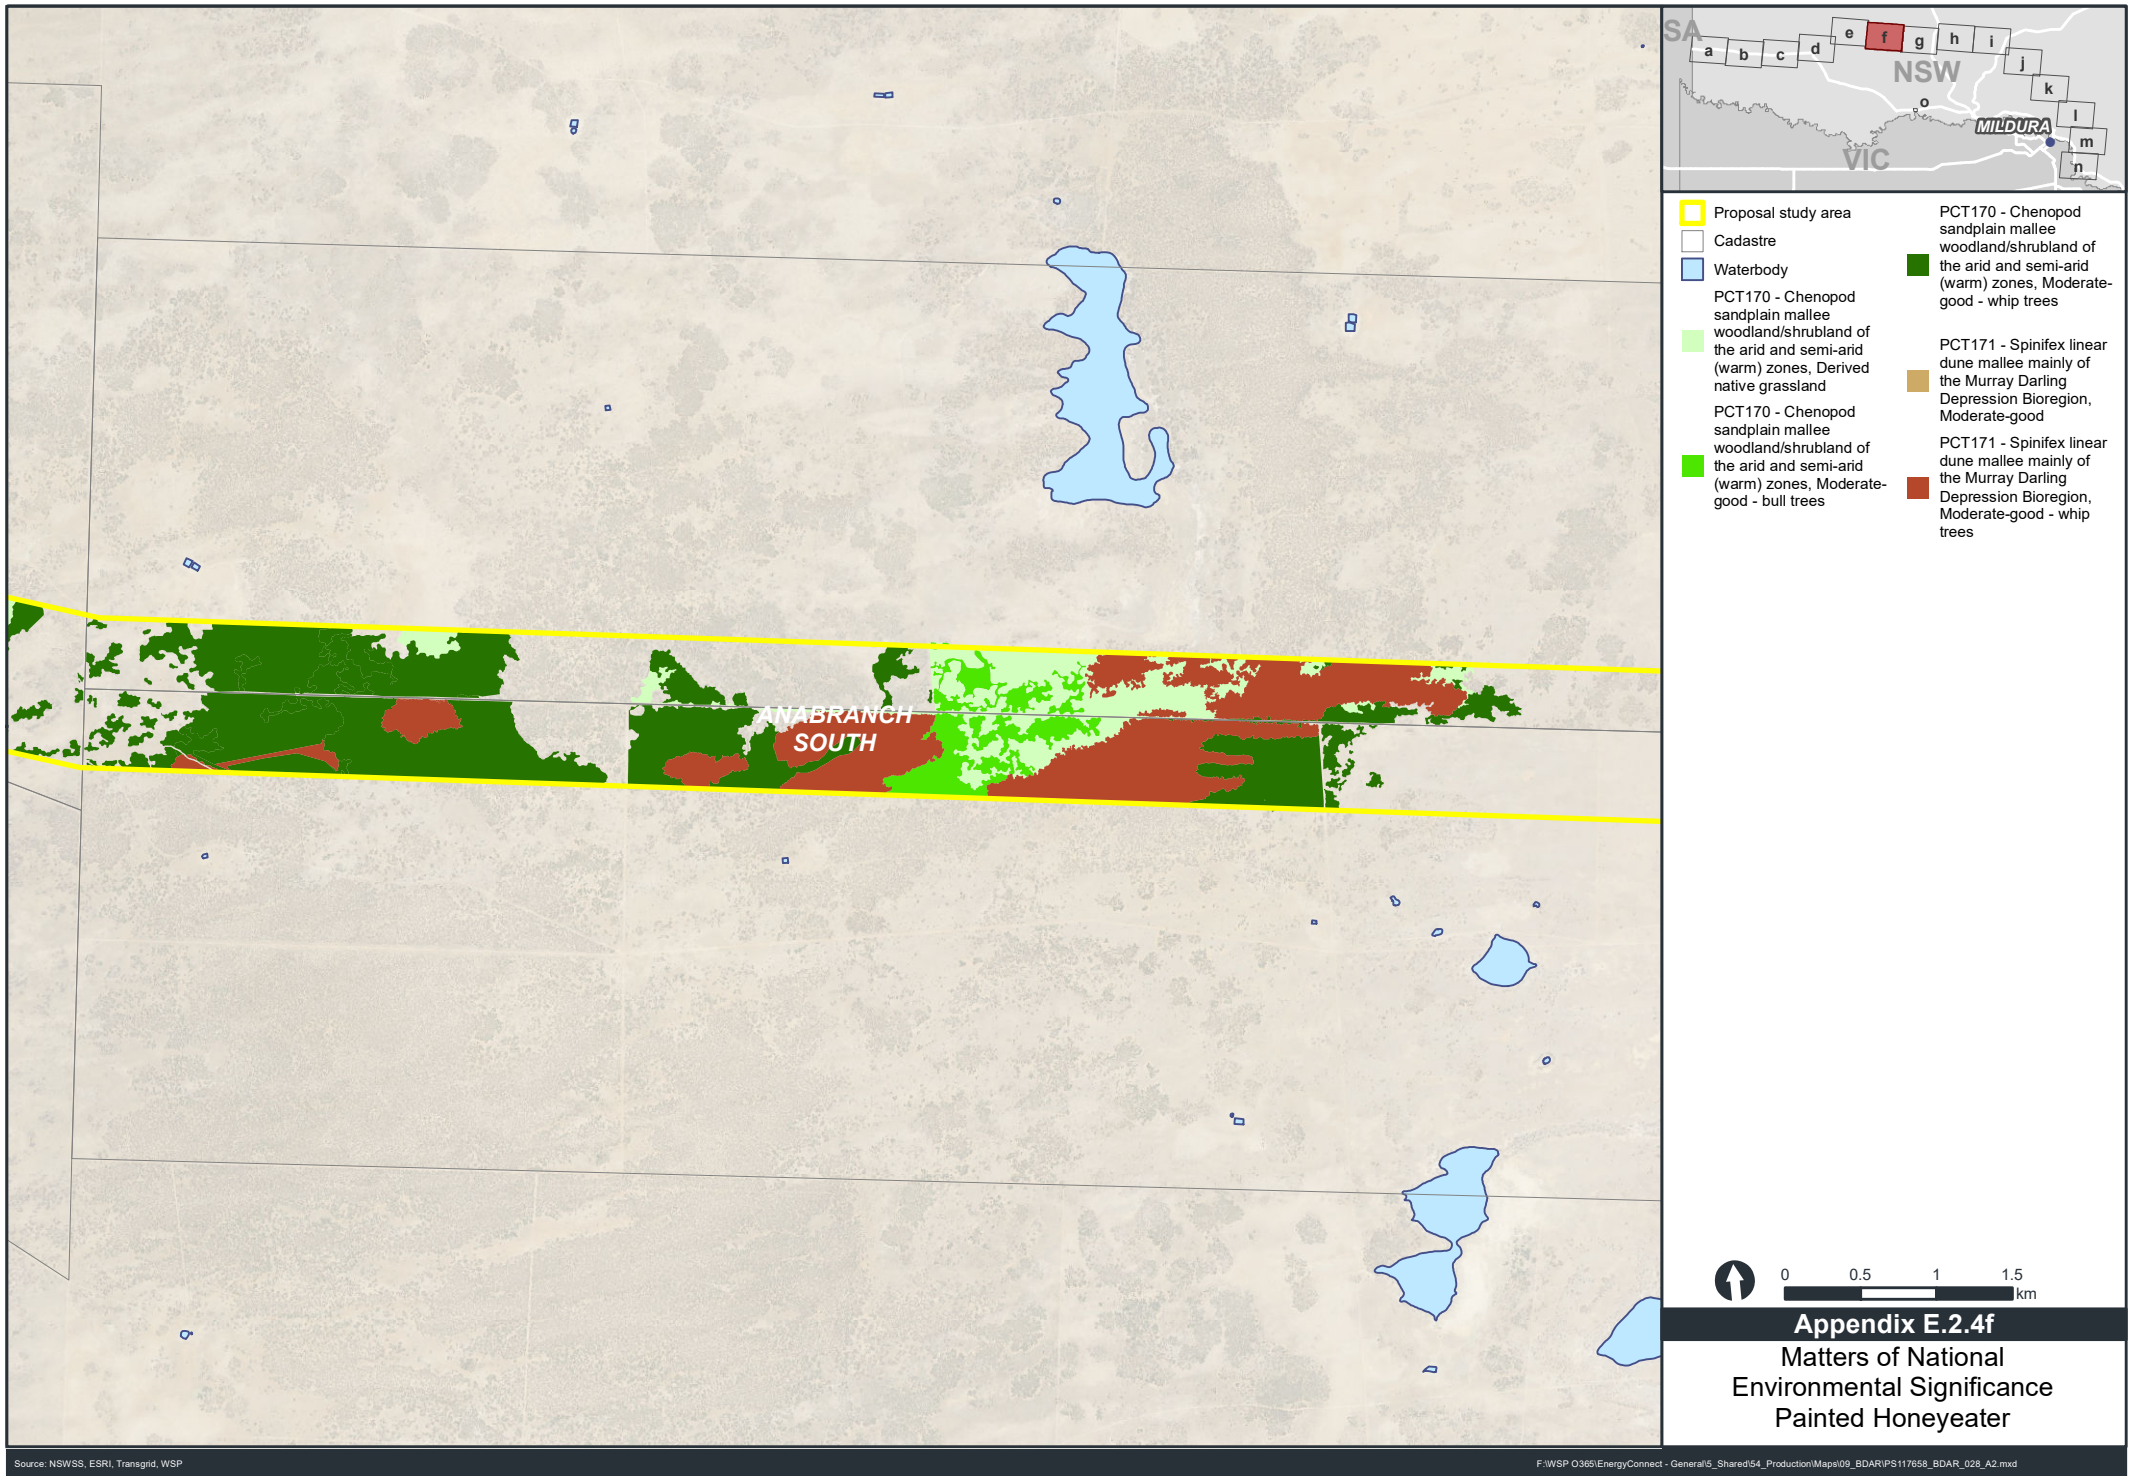 SA
a
b
c
d
e
f
g
h
i
j
k
l
m
n
o
NSW
MILDURA
VIC
Proposal study area
Cadastre
Waterbody
PCT170 - Chenopod
sandplain mallee
woodland/shrubland of
the arid and semi-arid
(warm) zones, Derived
native grassland
PCT170 - Chenopod
sandplain mallee
woodland/shrubland of
the arid and semi-arid
(warm) zones, Moderate-
good - bull trees
PCT170 - Chenopod
sandplain mallee
woodland/shrubland of
the arid and semi-arid
(warm) zones, Moderate-
good - whip trees
PCT171 - Spinifex linear
dune mallee mainly of
the Murray Darling
Depression Bioregion,
Moderate-good
PCT171 - Spinifex linear
dune mallee mainly of
the Murray Darling
Depression Bioregion,
Moderate-good - whip
trees
ANABRANCH
SOUTH
0 0.5 1 1.5
km
Appendix E.2.4f
Matters of National
Environmental Significance
Painted Honeyeater
Source: NSWSS, ESRI, Transgrid, WSP
F:\WSP O365\EnergyConnect - General\5_Shared\54_Production\Maps\09_BDAR\PS117658_BDAR_028_A2.mxd